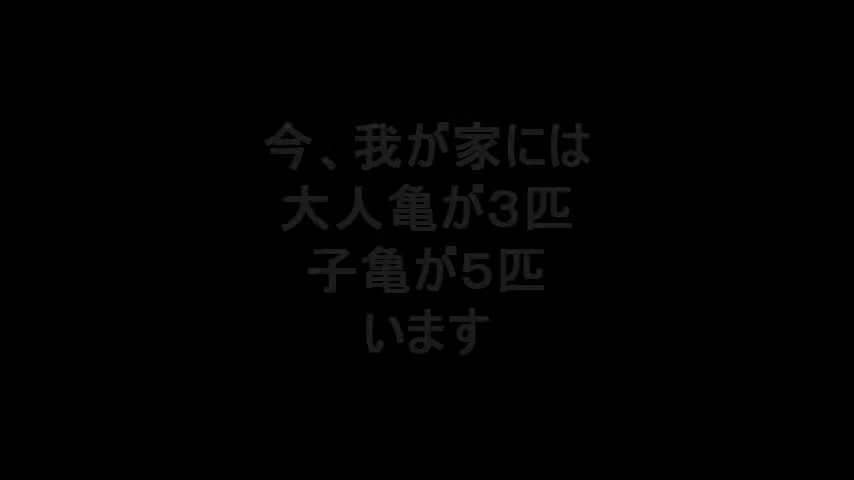 今、我が家には
大人亀が3匹
子亀が5匹
います